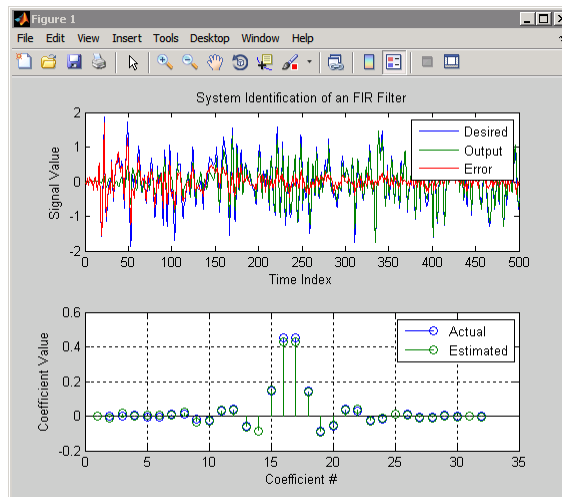 Figure 1
File Edit View Insert Tools Desktop Window Help
System Identification of an FIR Filter
2
1
0
-1
-2
Signal Value
Desired
Output
Error
0 50 100 150 200 250 300 350 400 450 500
Time Index
0.6
0.4
0.2
0
-0.2
Coefficient Value
Actual
Estimated
0 5 10 15 20 25 30 35
Coefficient #